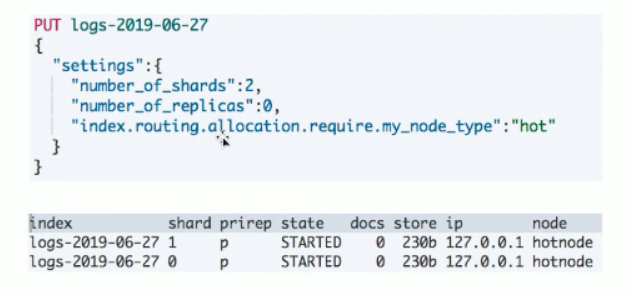 PUT logs-2019-06-27
{
  "settings":{
    "number_of_shards":2,
    "number_of_replicas":0,
    "index.routing.allocation.require.my_node_type":"hot"
  }
}
index shard prirep state docs store ip node
logs-2019-06-27 1 p STARTED 0 230b 127.0.0.1 hotnode
logs-2019-06-27 0 p STARTED 0 230b 127.0.0.1 hotnode